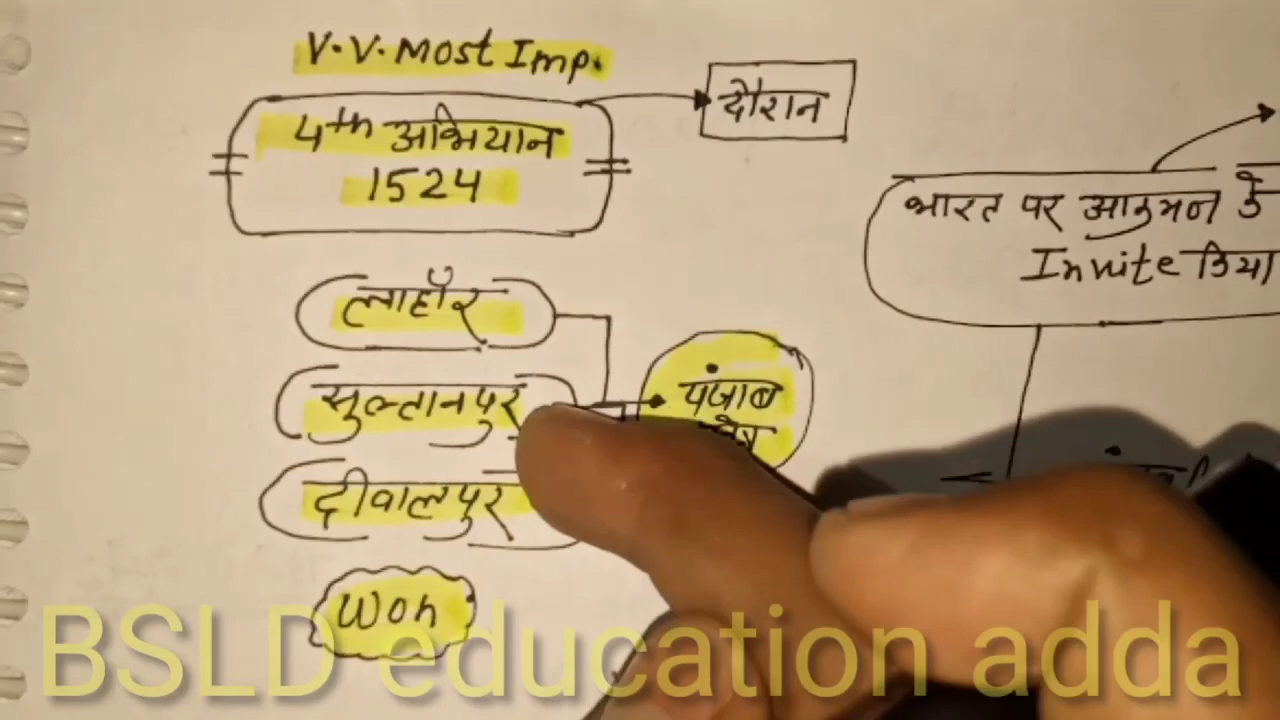 V.V. Most Imp.
4th अभियान
1524
दौरान
लाहौर
सुल्तानपुर
दीवालपुर
पंजाब
Won
भारत पर आक्रमण के
Invite किया
BSLD education adda